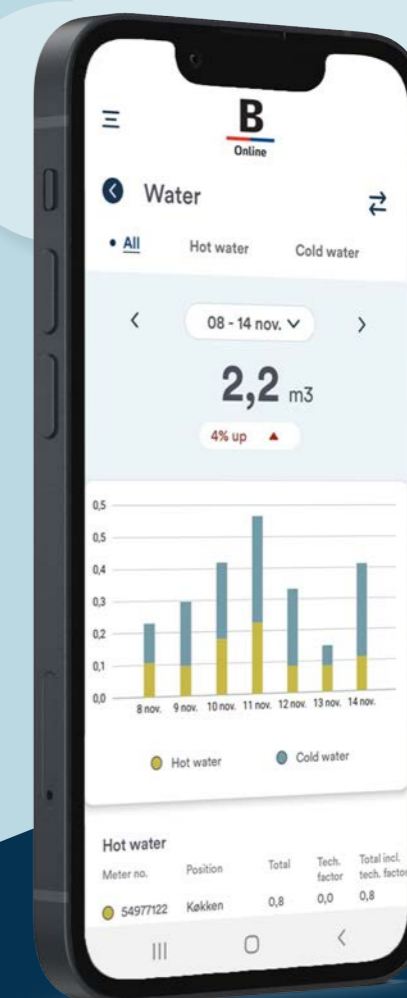 B
Online
Water
All Hot water Cold water
08 - 14 nov.
2,2 m3
4% up
0,5
0,5
0,4
0,3
0,2
0,1
0,0
8 nov. 9 nov. 10 nov. 11 nov. 12 nov. 13 nov. 14 nov.
Hot water Cold water
Hot water
Meter no. Position Total Tech. factor Total incl. tech. factor
54977122 Køkken 0,8 0,0 0,8